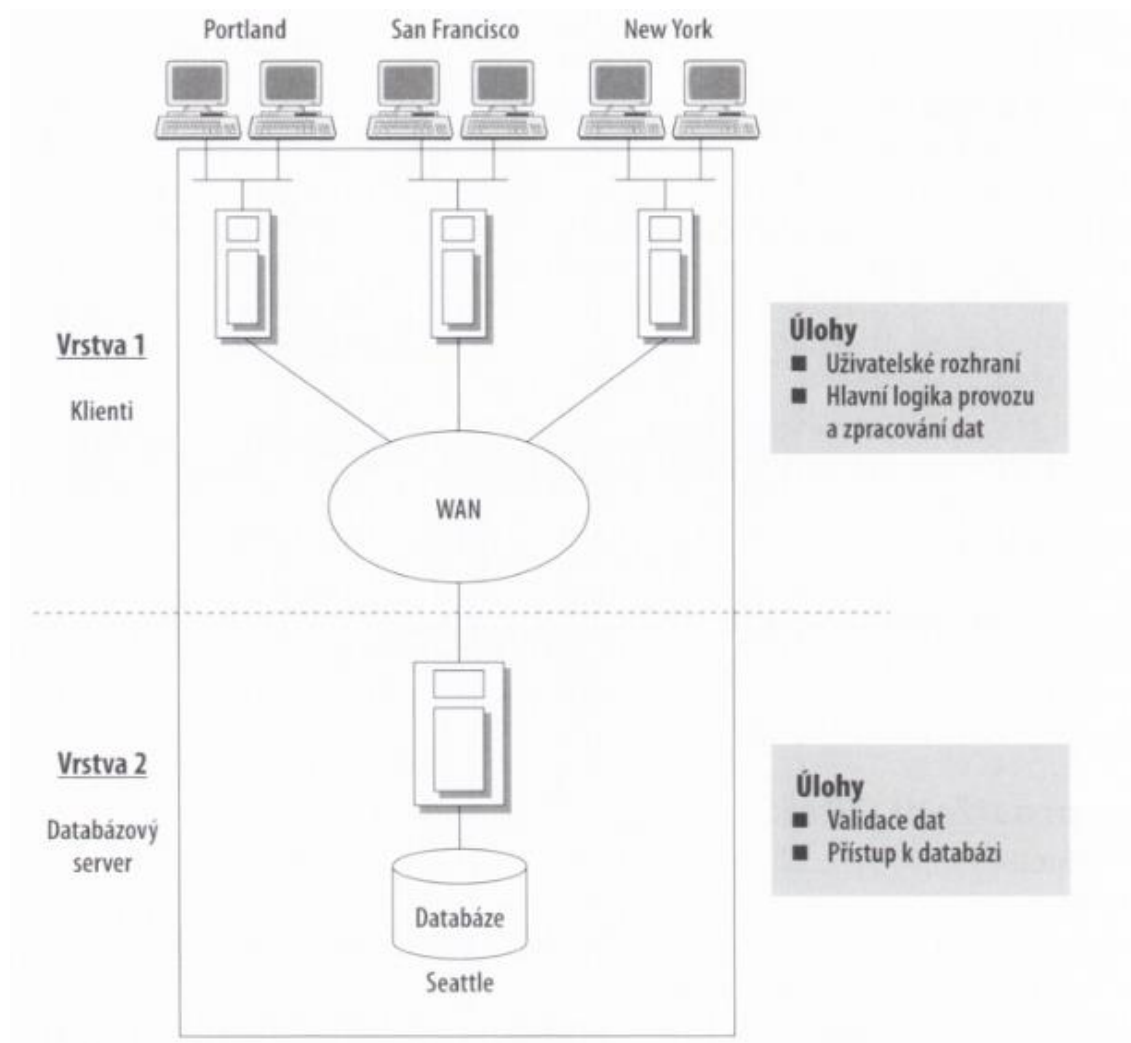 Portland
San Francisco
New York
Vrstva 1
Klienti
Úlohy
■ Uživatelské rozhraní
■ Hlavní logika provozu
a zpracování dat
WAN
Vrstva 2
Databázový
server
Úlohy
■ Validace dat
■ Přístup k databázi
Databáze
Seattle